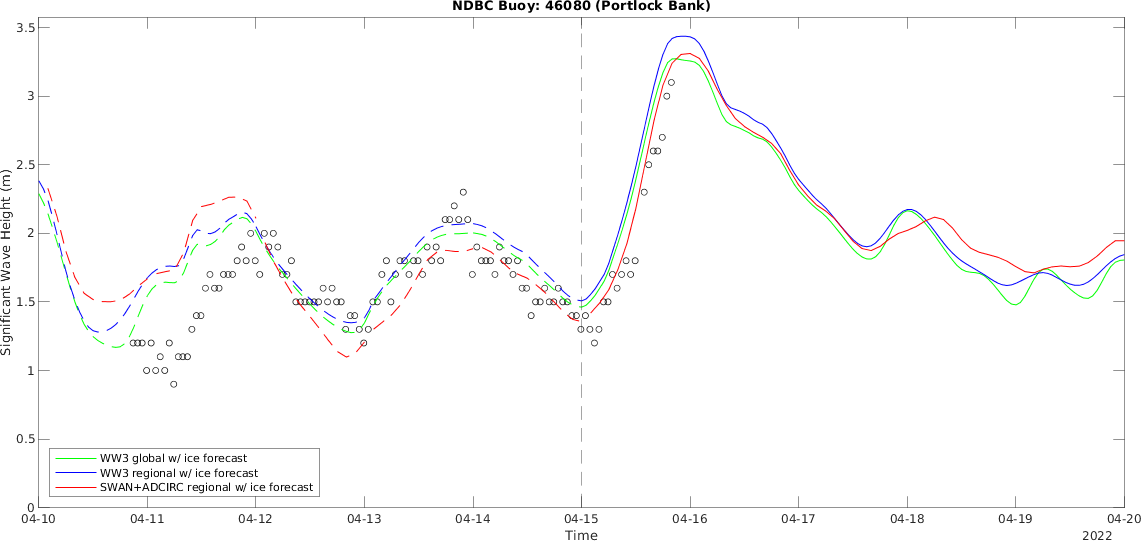 NDBC Buoy: 46080 (Portlock Bank)
Significant Wave Height (m)
3.5
3
2.5
2
1.5
1
0.5
0
WW3 global w/ ice forecast
WW3 regional w/ ice forecast
SWAN+ADCIRC regional w/ ice forecast
04-10 04-11 04-12 04-13 04-14 04-15 04-16 04-17 04-18 04-19 04-20
Time
2022